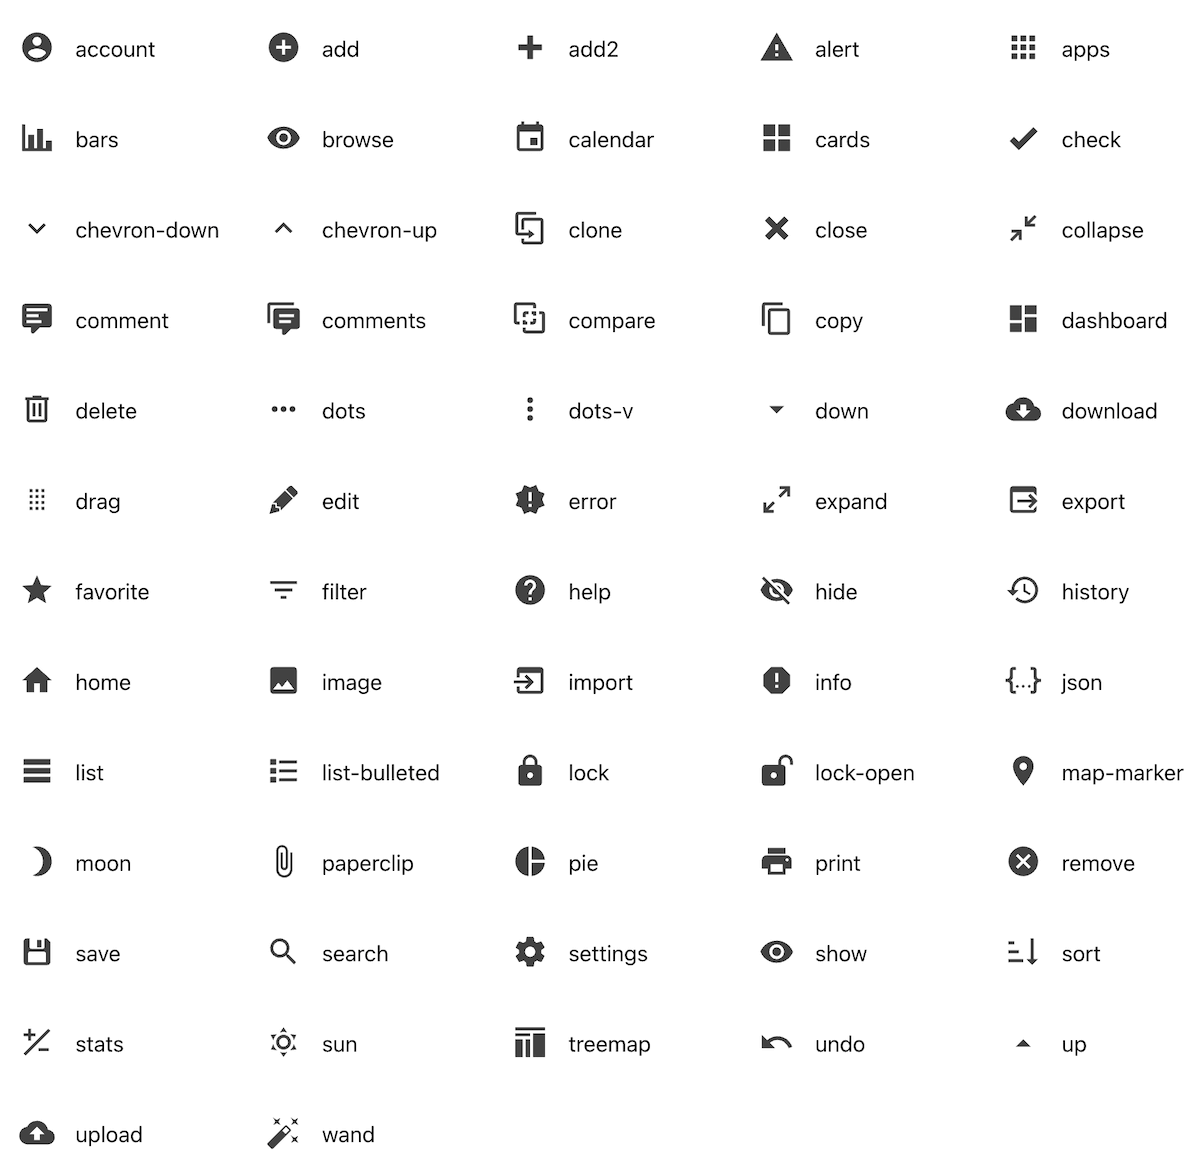 account add add2 alert apps
bars browse calendar cards check
chevron-down chevron-up clone close collapse
comment comments compare copy dashboard
delete dots dots-v down download
drag edit error expand export
favorite filter help hide history
home image import info json
list list-bulleted lock lock-open map-marker
moon paperclip pie print remove
save search settings show sort
stats sun treemap undo up
upload wand